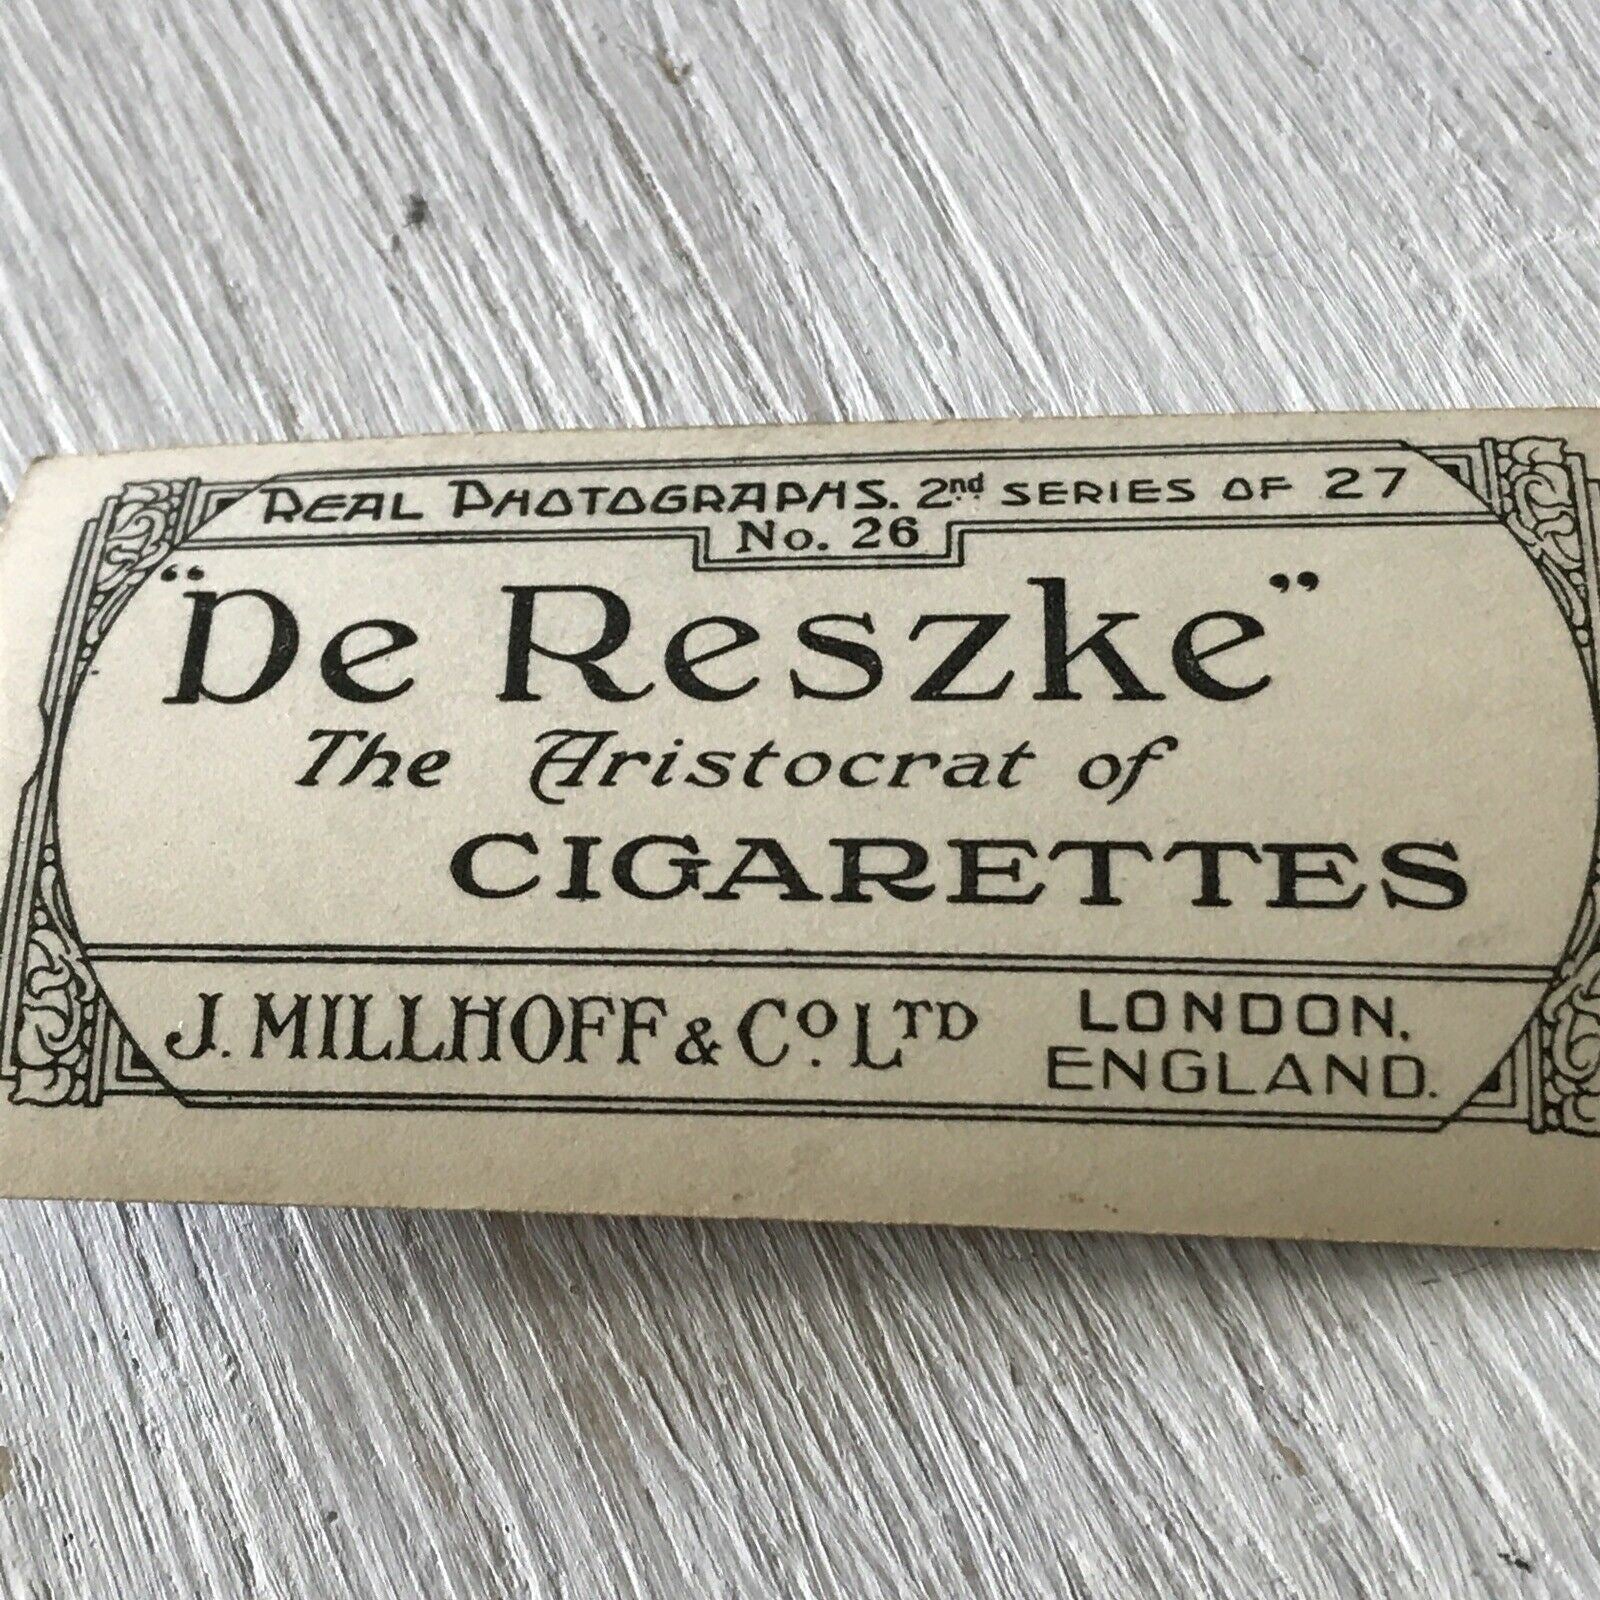 REAL PHOTOGRAPHS. 2nd SERIES OF 27
No. 26
"De Reszke"
The Aristocrat of
CIGARETTES
J. MILLHOFF & Co. LTD LONDON,
ENGLAND.